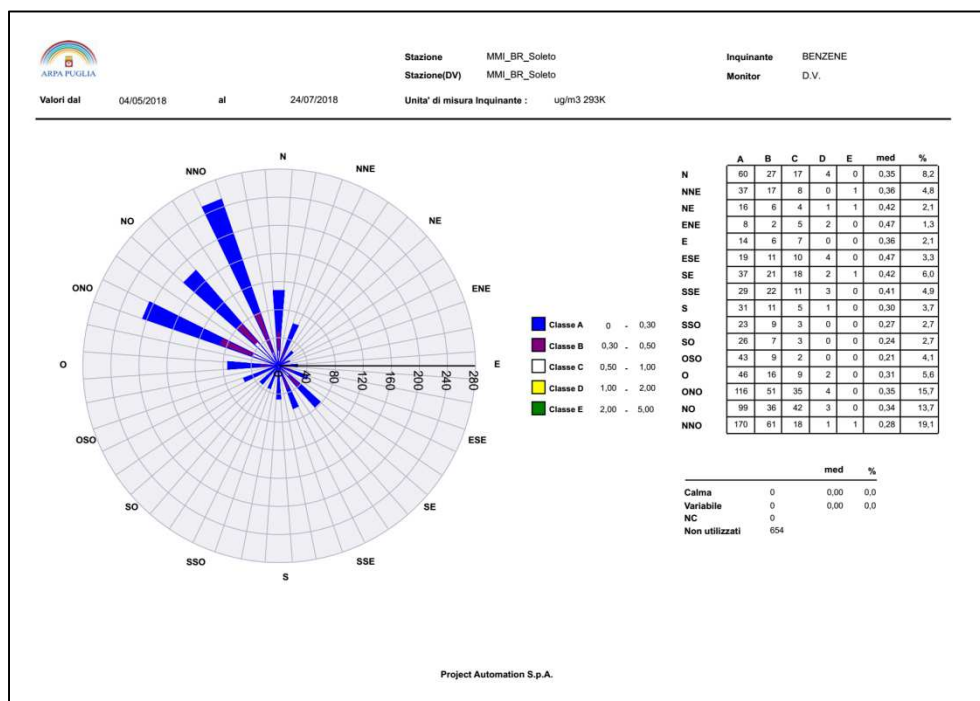 ARPA PUGLIA
Stazione MMI_BR_Soleto Inquinante BENZENE
Stazione(DV) MMI_BR_Soleto Monitor D.V.
Valori dal 04/05/2018 al 24/07/2018 Unita' di misura Inquinante : ug/m3 293K
N
NNE
NE
ENE
E
ESE
SE
SSE
S
SSO
SO
OSO
O
ONO
NO
NNO
0 40 80 120 160 200 240 280
Classe A 0 - 0,30
Classe B 0,30 - 0,50
Classe C 0,50 - 1,00
Classe D 1,00 - 2,00
Classe E 2,00 - 5,00
A B C D E med %
N 60 27 17 4 0 0,35 8,2
NNE 37 17 8 0 1 0,36 4,8
NE 16 6 4 1 1 0,42 2,1
ENE 8 2 5 2 0 0,47 1,3
E 14 6 7 0 0 0,36 2,1
ESE 19 11 10 4 0 0,47 3,3
SE 37 21 18 2 1 0,42 6,0
SSE 29 22 11 3 0 0,41 4,9
S 31 11 5 1 0 0,30 3,7
SSO 23 9 3 0 0 0,27 2,7
SO 26 7 3 0 0 0,24 2,7
OSO 43 9 2 0 0 0,21 4,1
O 46 16 9 2 0 0,31 5,6
ONO 116 51 35 4 0 0,35 15,7
NO 99 36 42 3 0 0,34 13,7
NNO 170 61 18 1 1 0,28 19,1
med %
Calma 0 0,00 0,0
Variabile 0 0,00 0,0
NC 0
Non utilizzati 654
Project Automation S.p.A.